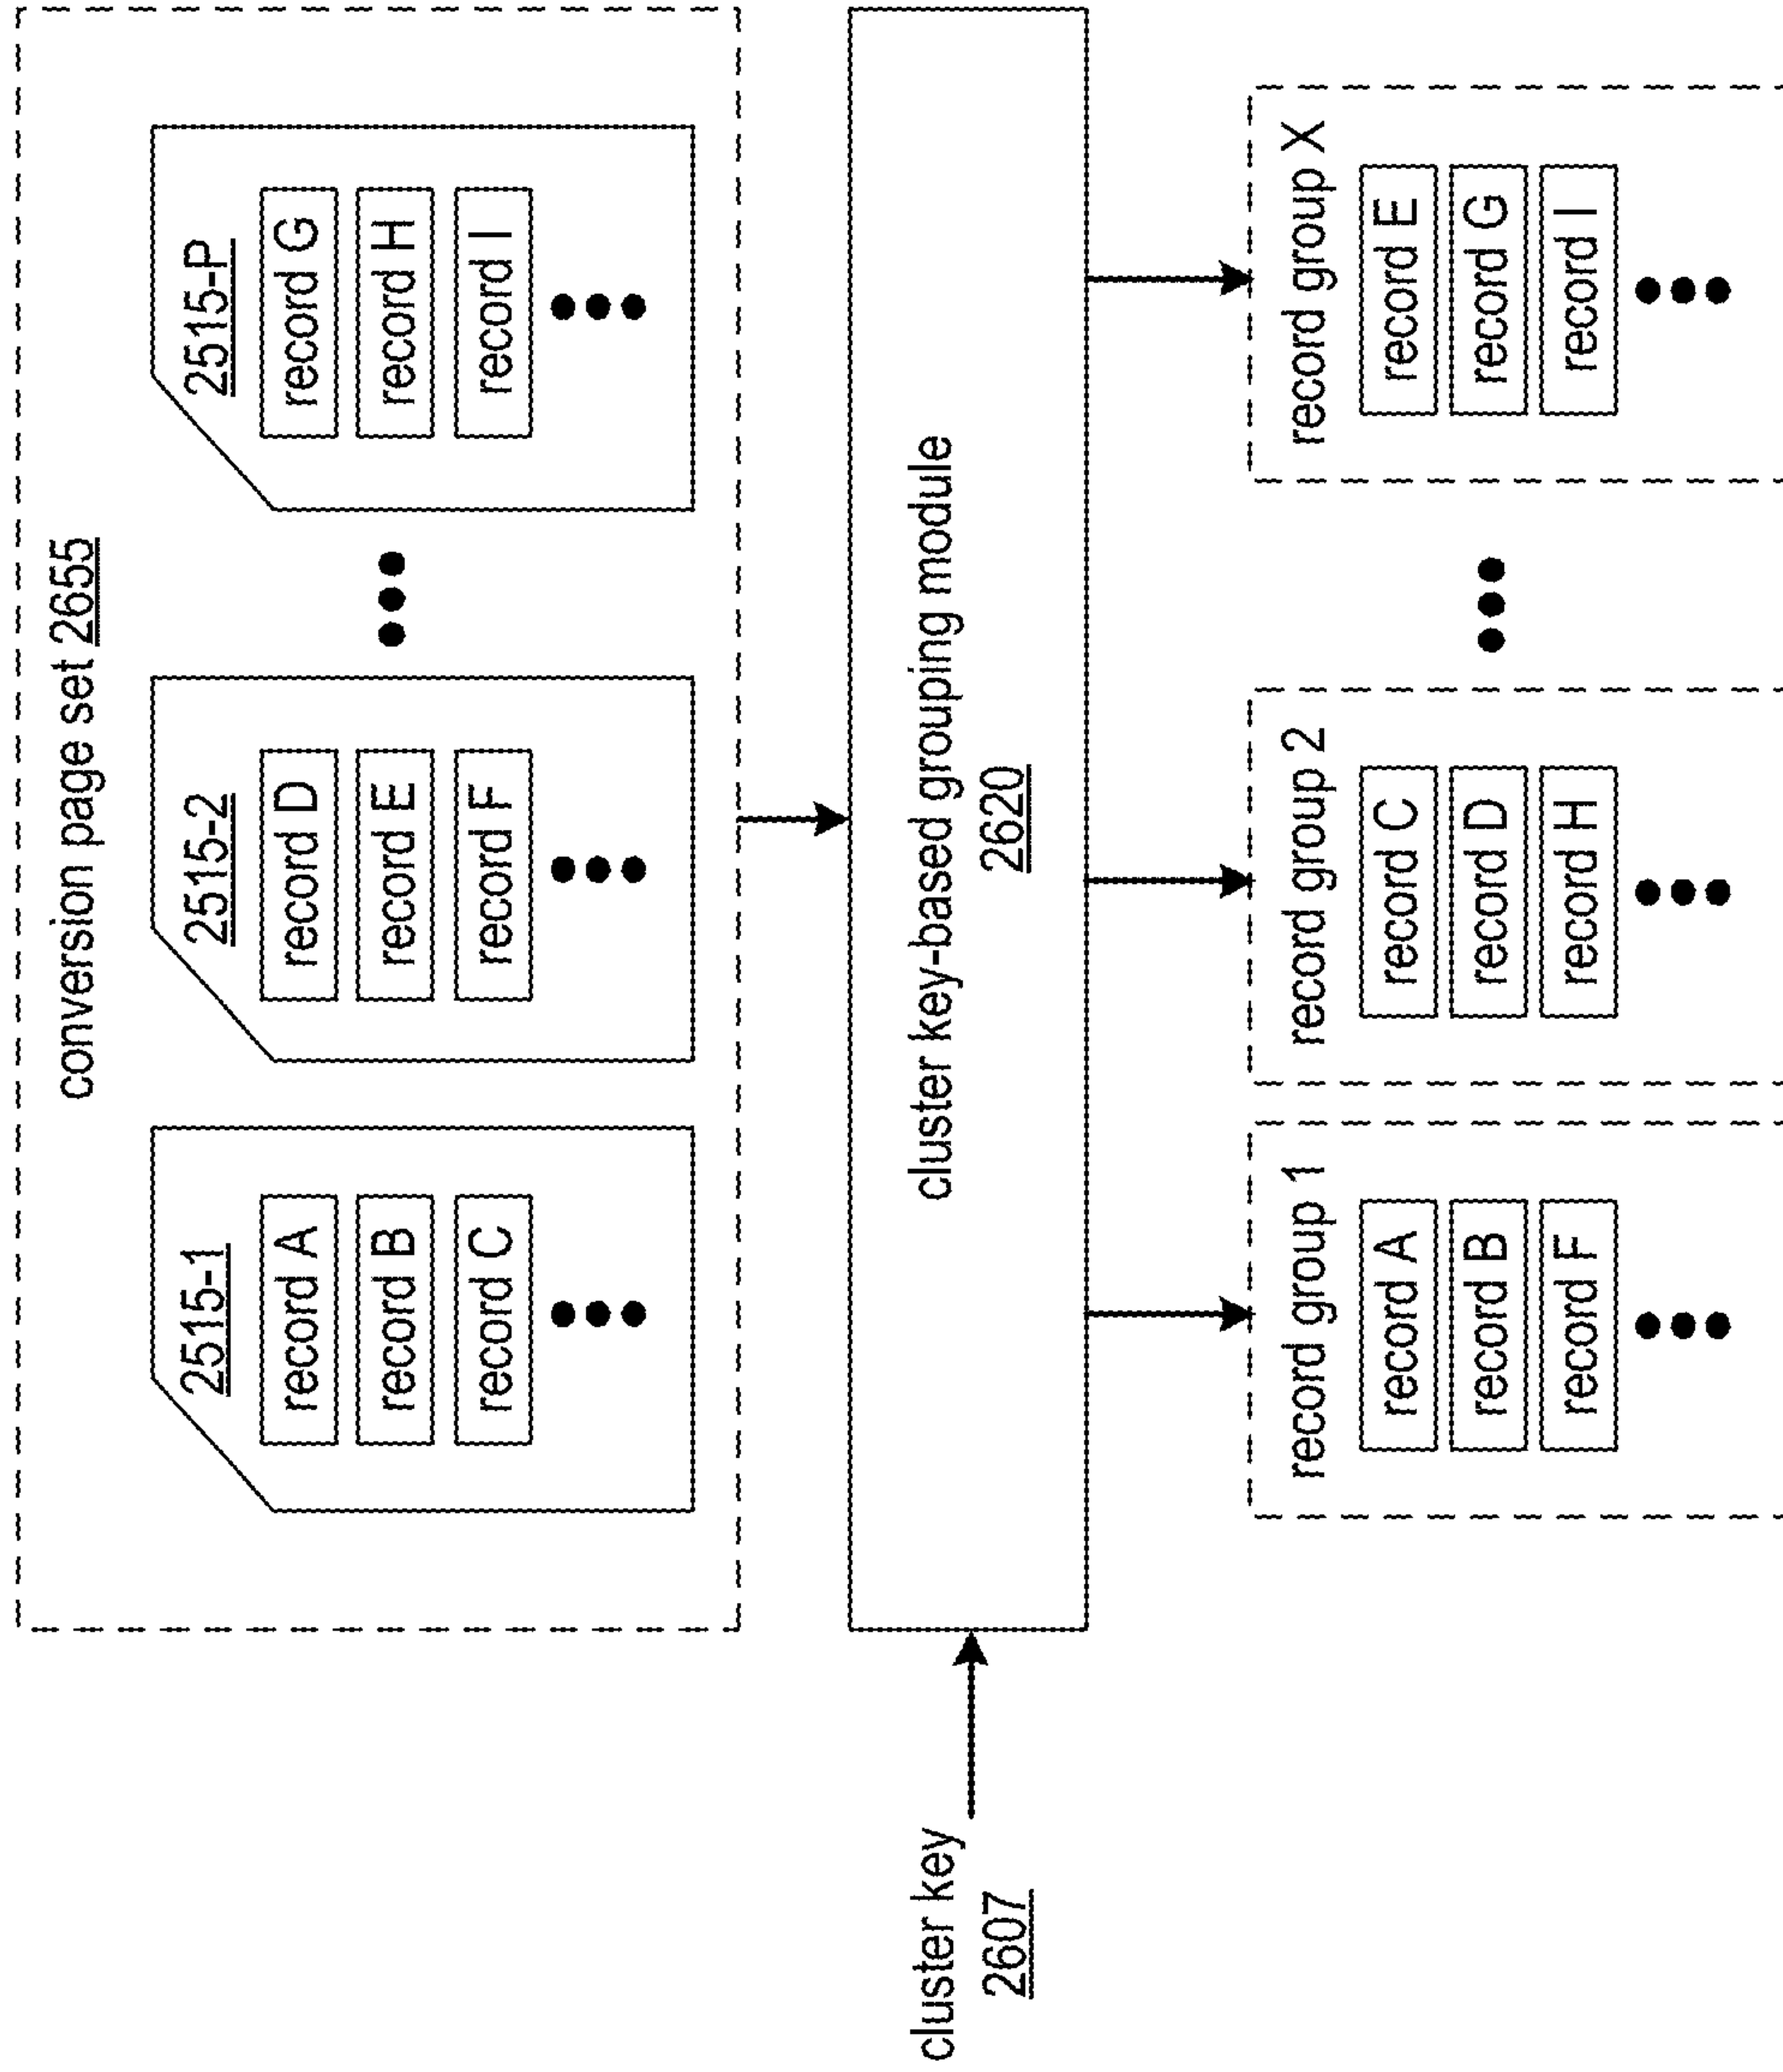 conversion page set 2655
2515-1
record A
record B
record C
2515-2
record D
record E
record F
2515-P
record G
record H
record I
cluster key
2607
cluster key-based grouping module
2620
record group 1
record A
record B
record F
record group 2
record C
record D
record H
record group X
record E
record G
record I